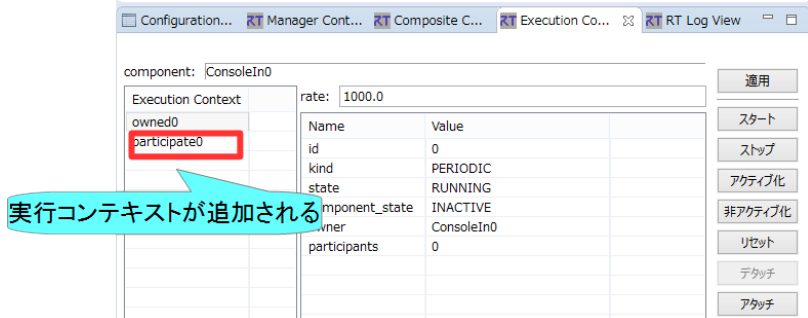 Configuration... RT Manager Cont... RT Composite C... RT Execution Co... RT RT Log View
component: ConsoleIn0
適用
Execution Context
rate: 1000.0
owned0
participate0
Name Value
id 0
kind PERIODIC
state RUNNING
omponent_state INACTIVE
wner ConsoleIn0
participants 0
実行コンテキストが追加される
スタート
ストップ
アクティブ化
非アクティブ化
リセット
デタッチ
アタッチ